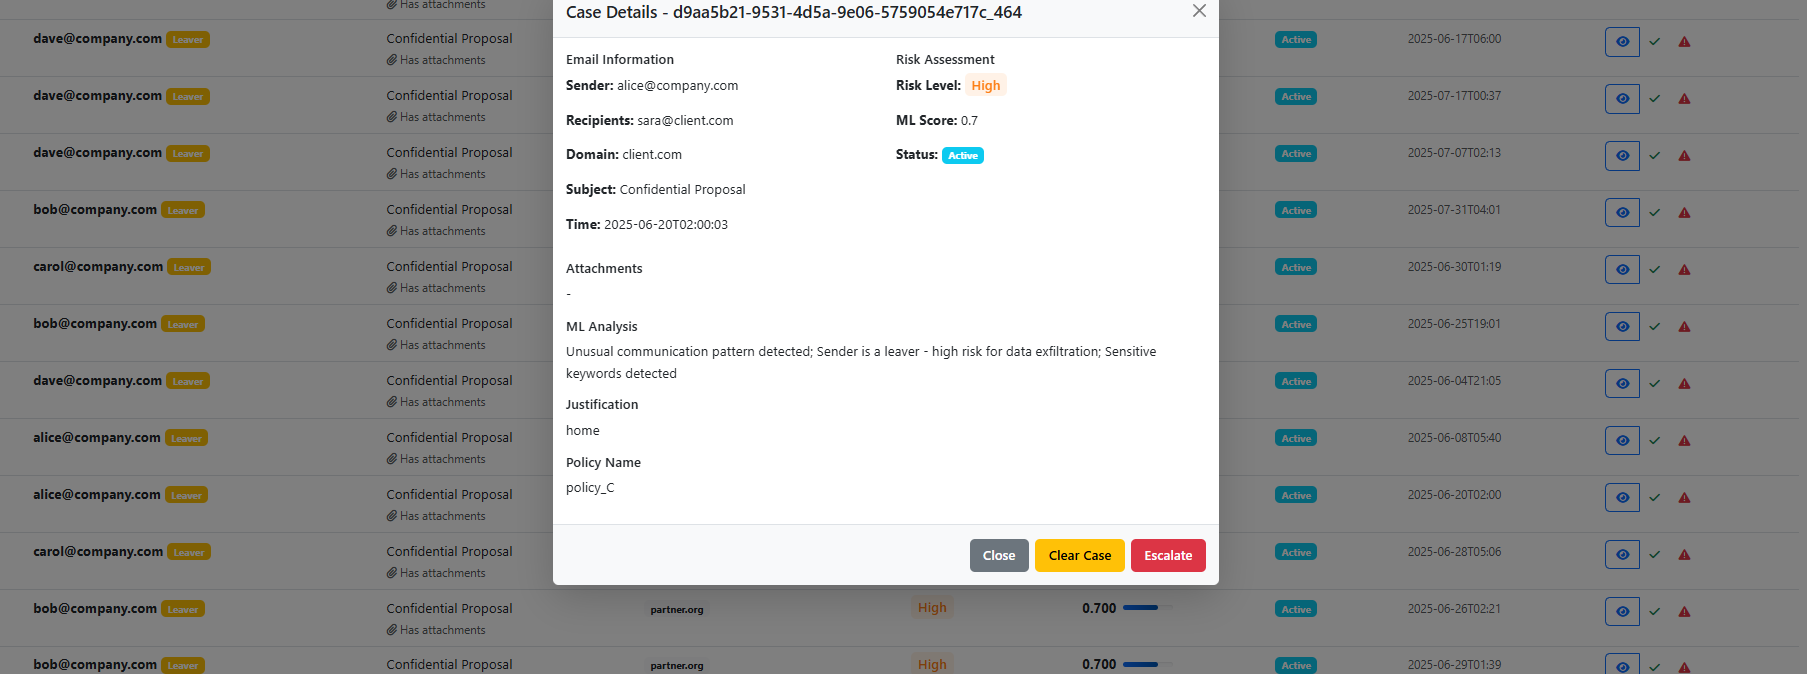 Has attachments
Case Details - d9aa5b21-9531-4d5a-9e06-5759054e717c_464
dave@company.com Leaver Confidential Proposal Active 2025-06-17T06:00
Has attachments
dave@company.com Leaver Confidential Proposal Active 2025-07-17T00:37
Has attachments
dave@company.com Leaver Confidential Proposal Active 2025-07-07T02:13
Has attachments
bob@company.com Leaver Confidential Proposal Active 2025-07-31T04:01
Has attachments
carol@company.com Leaver Confidential Proposal Active 2025-06-30T01:19
Has attachments
bob@company.com Leaver Confidential Proposal Active 2025-06-25T19:01
Has attachments
dave@company.com Leaver Confidential Proposal Active 2025-06-04T21:05
Has attachments
alice@company.com Leaver Confidential Proposal Active 2025-06-08T05:40
Has attachments
alice@company.com Leaver Confidential Proposal Active 2025-06-20T02:00
Has attachments
carol@company.com Leaver Confidential Proposal Active 2025-06-28T05:06
Has attachments
bob@company.com Leaver Confidential Proposal partner.org High 0.700 Active 2025-06-26T02:21
Has attachments
bob@company.com Leaver Confidential Proposal partner.org High 0.700 Active 2025-06-29T01:39
Email Information
Sender: alice@company.com
Recipients: sara@client.com
Domain: client.com
Subject: Confidential Proposal
Time: 2025-06-20T02:00:03
Risk Assessment
Risk Level: High
ML Score: 0.7
Status: Active
Attachments
-
ML Analysis
Unusual communication pattern detected; Sender is a leaver - high risk for data exfiltration; Sensitive
keywords detected
Justification
home
Policy Name
policy_C
Close Clear Case Escalate